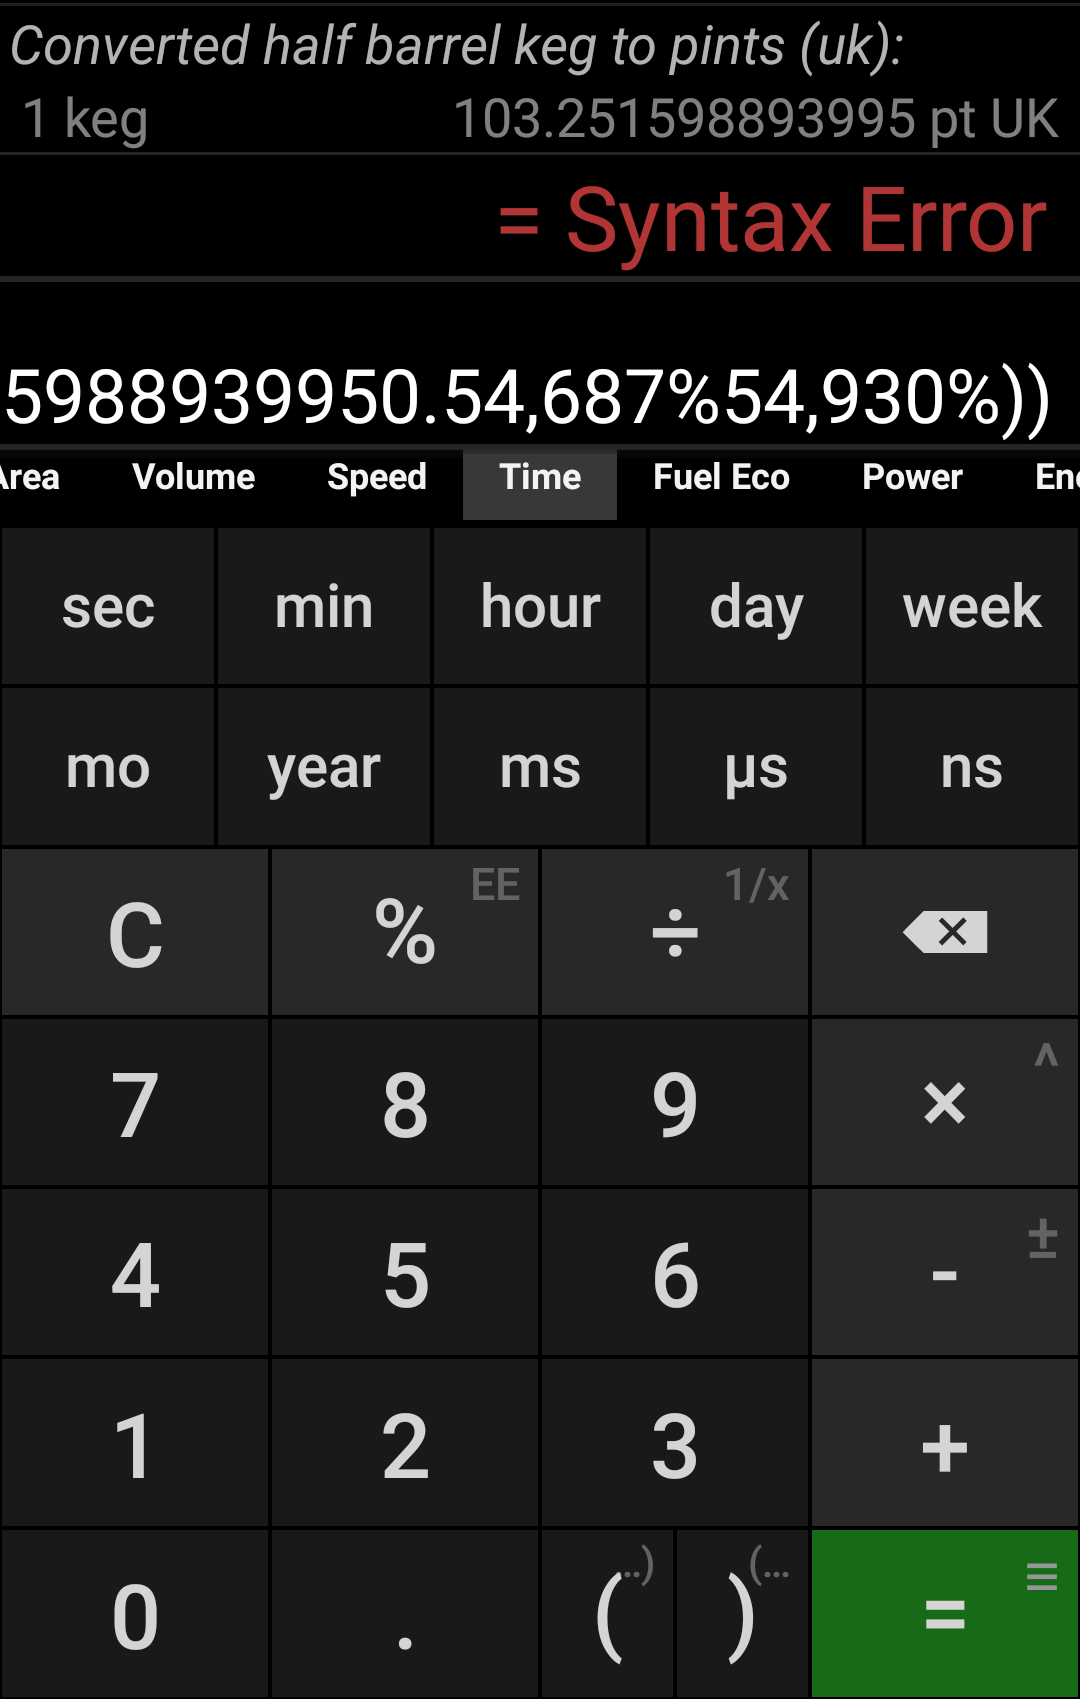 Converted half barrel keg to pints (uk):
1 keg 103.251598893995 pt UK
= Syntax Error
5988939950.54,687%54,930%))
Area Volume Speed Time Fuel Eco Power Ene
sec min hour day week
mo year ms µs ns
C % EE ÷ 1/x
7 8 9 × ^
4 5 6 - ±
1 2 3 +
0 . ( ..) ) (... =